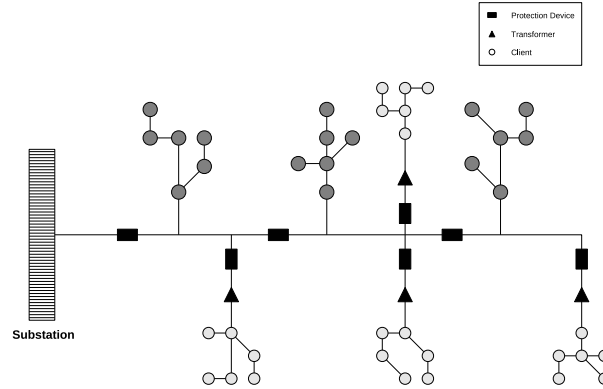 Protection Device
Transformer
Client
Substation